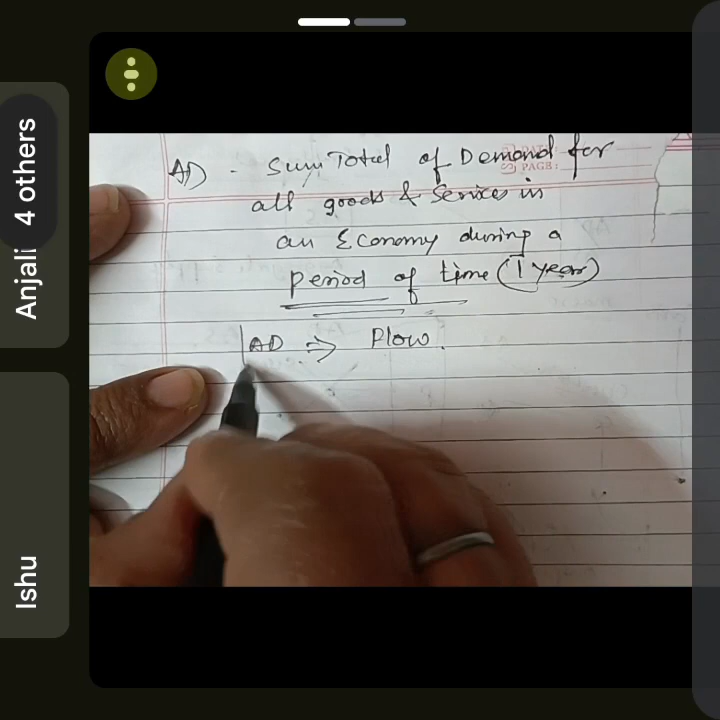 AD - Sum Total of Demand for
all goods & Services in
an Economy during a
period of time (1 year)
AD ⇒ Flow.
Anjali 4 others
Ishu